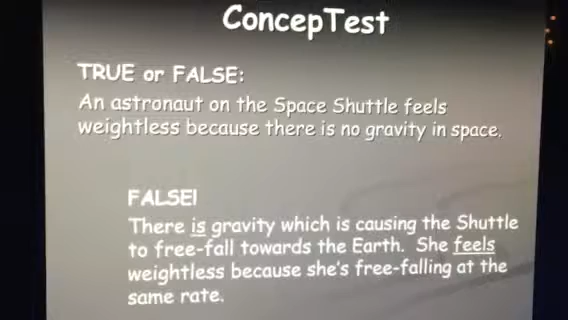 ConcepTest
TRUE or FALSE:
An astronaut on the Space Shuttle feels
weightless because there is no gravity in space.
FALSE!
There is gravity which is causing the Shuttle
to free-fall towards the Earth. She feels
weightless because she's free-falling at the
same rate.